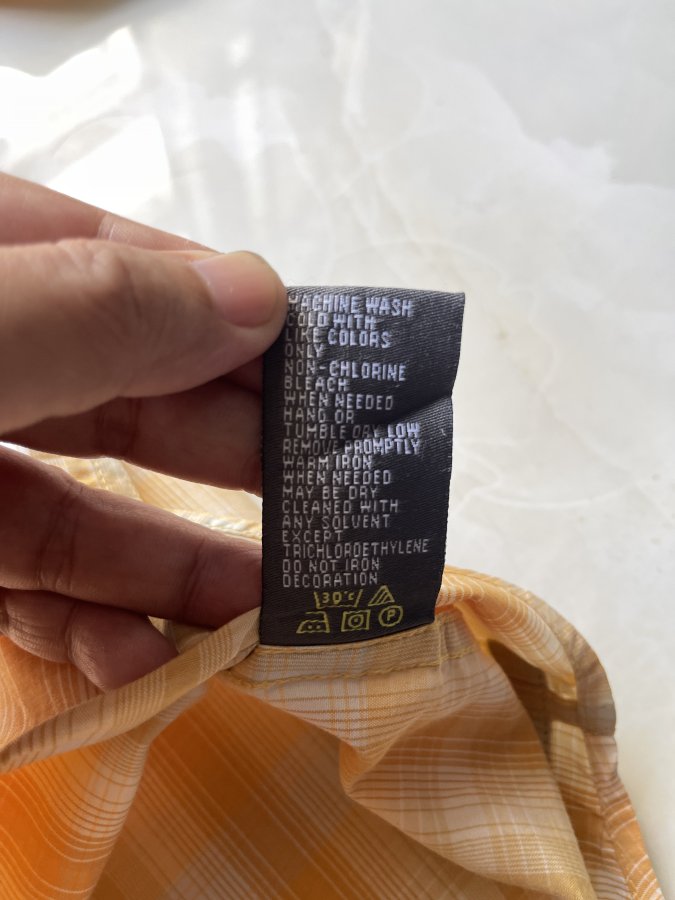 MACHINE WASH
COLD WITH
LIKE COLORS
ONLY
NON-CHLORINE
BLEACH
WHEN NEEDED
HAND OR
TUMBLE DRY LOW
REMOVE PROMPTLY
WARM IRON
WHEN NEEDED
MAY BE DRY
CLEANED WITH
ANY SOLVENT
EXCEPT
TRICHLOROETHYLENE
DO NOT IRON
DECORATION
30°C
P